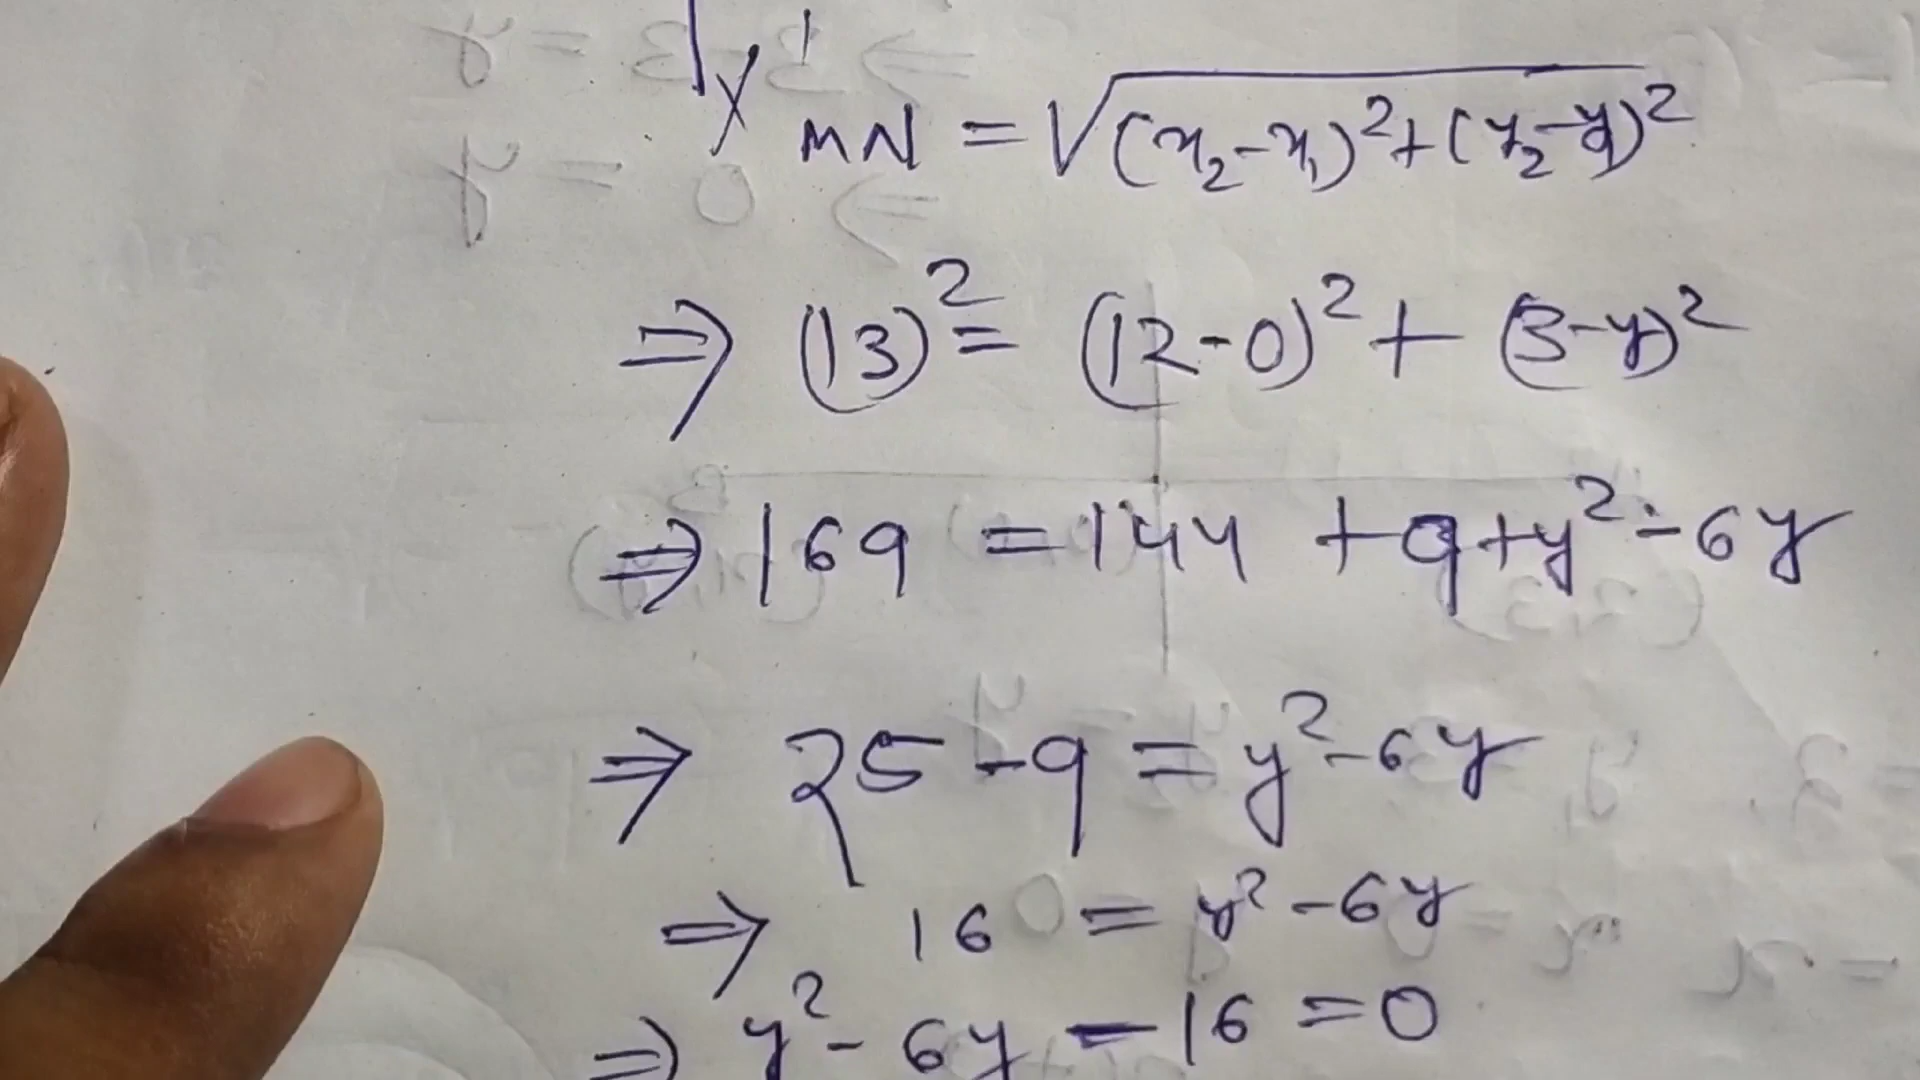 MN = √(x₂-x₁)²+(y₂-y₁)²
⇒ (13)² = (12-0)² + (3-y)²
⇒ 169 = 144 + 9+y²-6y
⇒ 25-9 = y²-6y
⇒ 16 = y²-6y
⇒ y²-6y-16=0